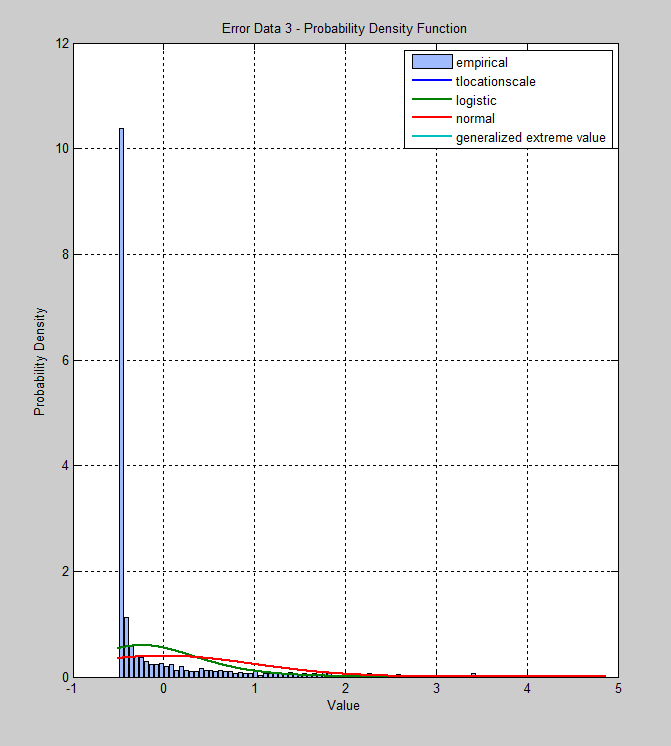 Error Data 3 - Probability Density Function
12
10
8
6
4
2
0
Probability Density
empirical
tlocationscale
logistic
normal
generalized extreme value
-1
0
1
2
3
4
5
Value